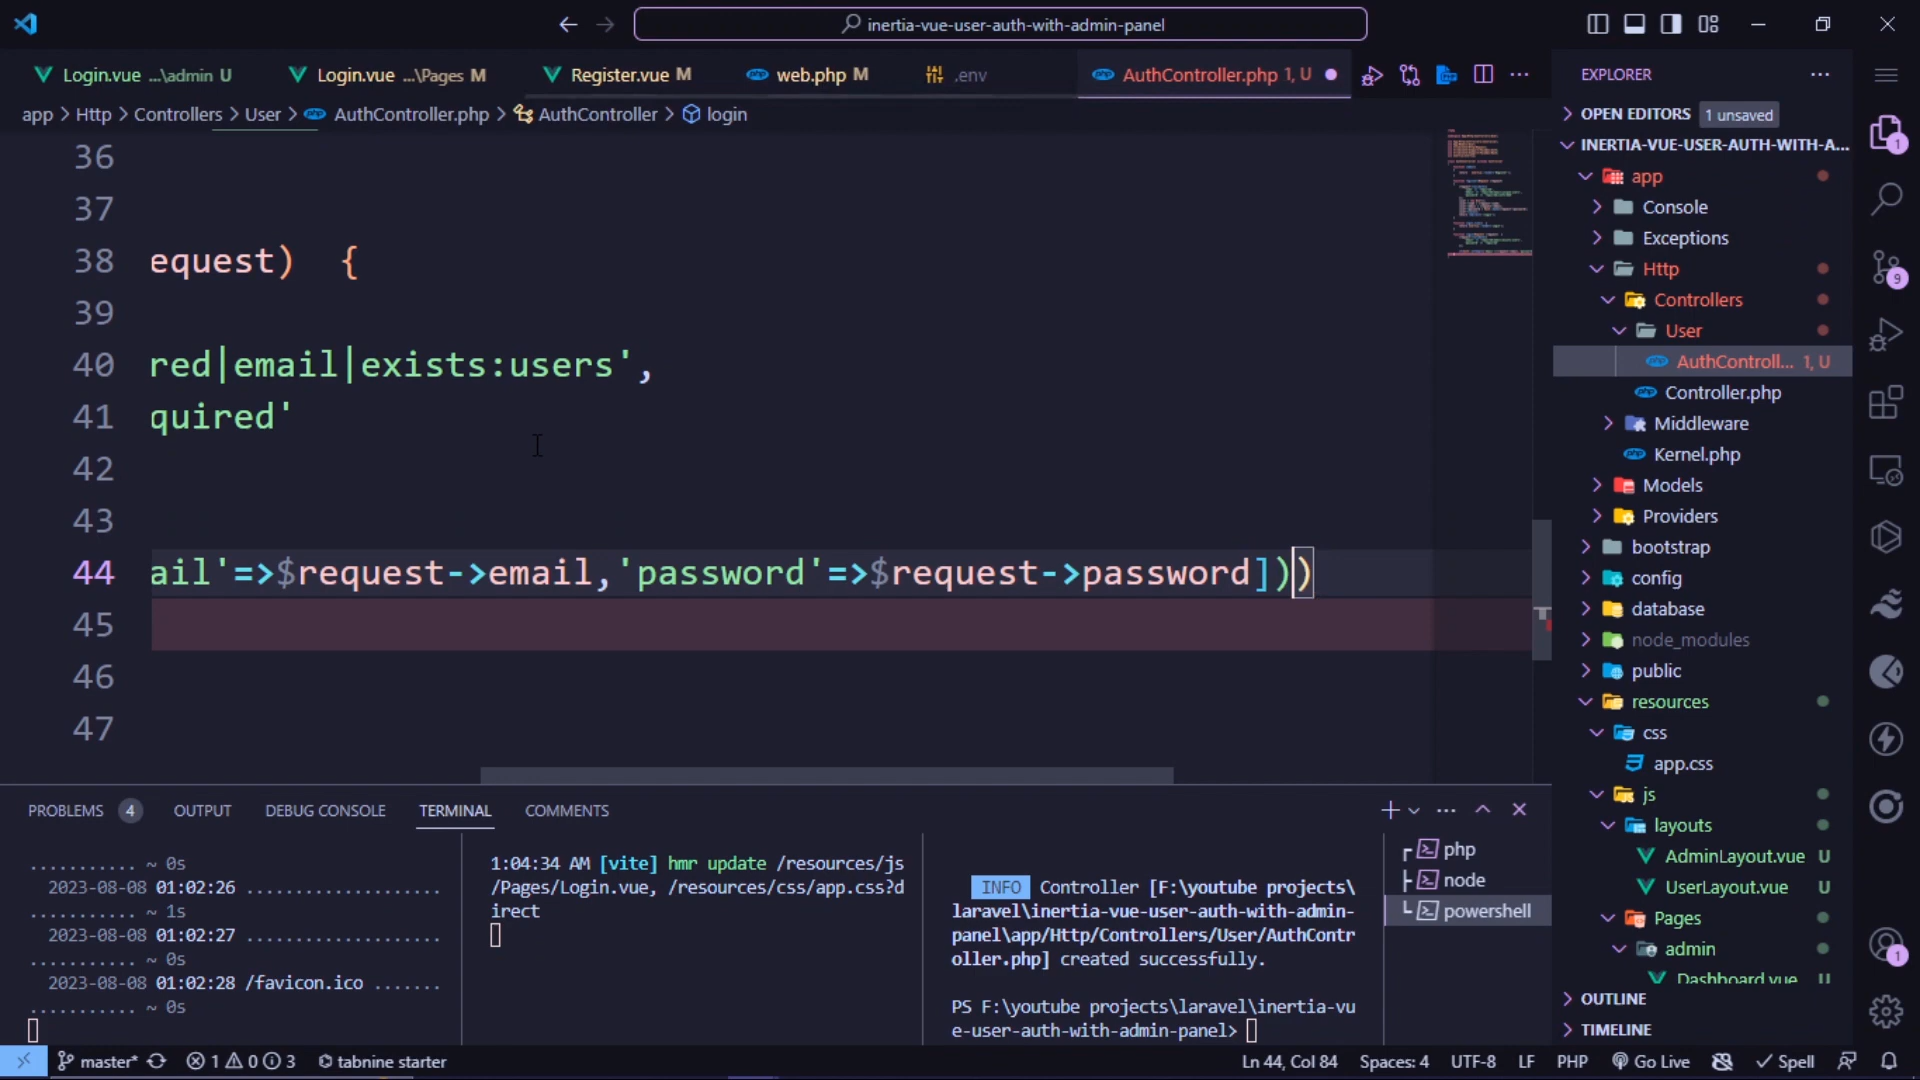 inertia-vue-user-auth-with-admin-panel
Login.vue ...\admin U
Login.vue ...\Pages M
Register.vue M
web.php M
.env
AuthController.php 1, U
app > Http > Controllers > User > AuthController.php > AuthController > login
36
37
38 equest)  {
39
40 red|email|exists:users',
41 quired'
42
43
44 ail'=>$request->email,'password'=>$request->password]))
45
46
47
EXPLORER
OPEN EDITORS 1 unsaved
INERTIA-VUE-USER-AUTH-WITH-A...
app
Console
Exceptions
Http
Controllers
User
AuthControll... 1, U
Controller.php
Middleware
Kernel.php
Models
Providers
bootstrap
config
database
node_modules
public
resources
css
app.css
js
layouts
AdminLayout.vue U
UserLayout.vue U
Pages
admin
Dashboard.vue U
OUTLINE
TIMELINE
1
9
1
PROBLEMS 4
OUTPUT
DEBUG CONSOLE
TERMINAL
COMMENTS
........... ~ 0s
2023-08-08 01:02:26 ....................
........... ~ 1s
2023-08-08 01:02:27 ....................
........... ~ 0s
2023-08-08 01:02:28 /favicon.ico .......
........... ~ 0s
1:04:34 AM [vite] hmr update /resources/js
/Pages/Login.vue, /resources/css/app.css?d
irect
INFO Controller [F:\youtube projects\
laravel\inertia-vue-user-auth-with-admin-
panel\app/Http/Controllers/User/AuthContr
oller.php] created successfully.
PS F:\youtube projects\laravel\inertia-vu
e-user-auth-with-admin-panel>
php
node
powershell
master*
1 0 3
tabnine starter
Ln 44, Col 84
Spaces: 4
UTF-8
LF
PHP
Go Live
Spell